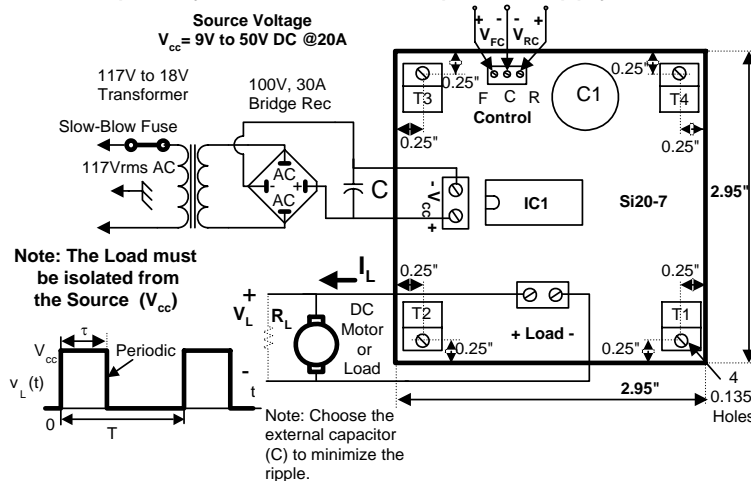 Source Voltage
Vcc= 9V to 50V DC @20A
+ - - +
VFC VRC
117V to 18V
Transformer
100V, 30A
Bridge Rec
Slow-Blow Fuse
117Vrms AC
AC
- +
AC
C
0.25"
0.25"
T3
F C R
Control
C1
0.25"
T4
0.25"
0.25"
0.25"
- Vcc +
IC1
Si20-7
2.95"
Note: The Load must
be isolated from
the Source (Vcc)
IL
+
VL
-
RL
DC
Motor
or
Load
0.25"
T2
0.25"
+ Load -
0.25"
T1
0.25"
4
0.135"
Holes
2.95"
τ
Vcc
Periodic
vL(t)
0
T
t
Note: Choose the
external capacitor
(C) to minimize the
ripple.